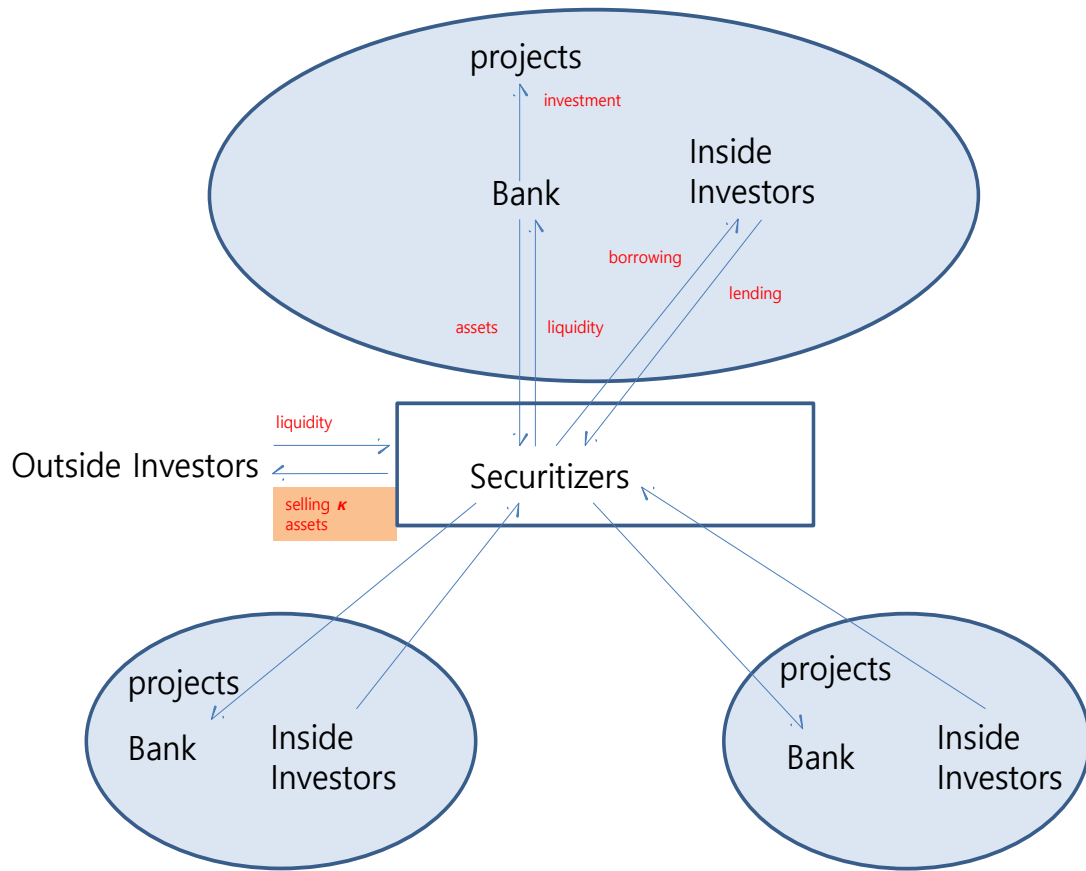 projects
investment
Inside
Investors
Bank
borrowing
lending
assets
liquidity
liquidity
Outside Investors
Securitizers
selling κ
assets
projects
Bank
Inside
Investors
projects
Bank
Inside
Investors